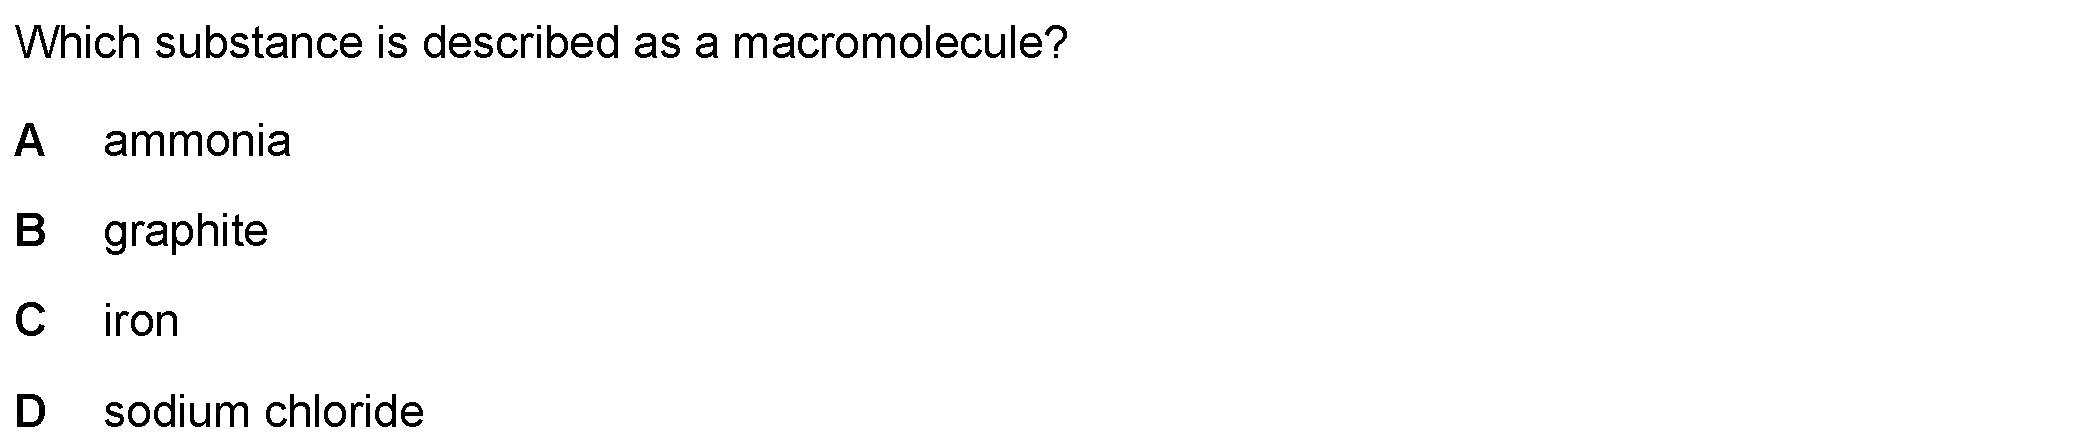 Which substance is described as a macromolecule?
A ammonia
B graphite
C iron
D sodium chloride